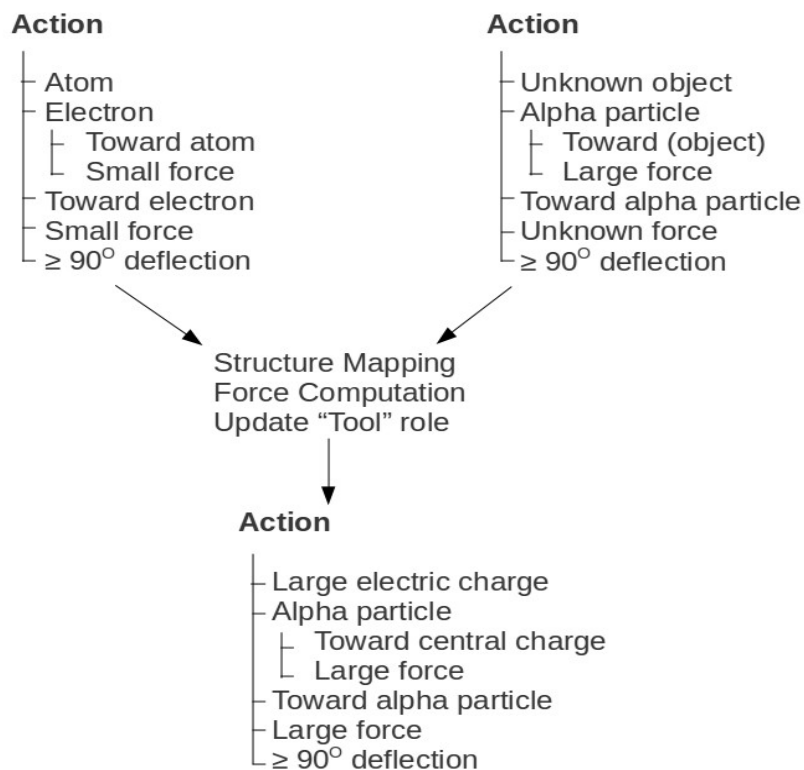 Action
Atom
Electron
Toward atom
Small force
Toward electron
Small force
≥ 90° deflection
Action
Unknown object
Alpha particle
Toward (object)
Large force
Toward alpha particle
Unknown force
≥ 90° deflection
Structure Mapping
Force Computation
Update “Tool” role
Action
Large electric charge
Alpha particle
Toward central charge
Large force
Toward alpha particle
Large force
≥ 90° deflection